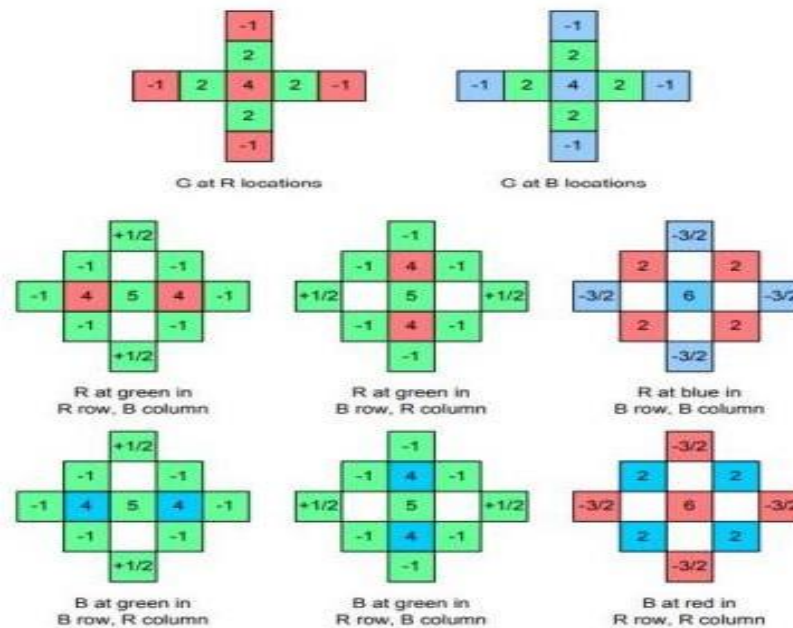 -1
2
-1 2 4 2 -1
2
-1
G at R locations
-1
2
-1 2 4 2 -1
2
-1
G at B locations
+1/2
-1 -1
-1 4 5 4 -1
-1 -1
+1/2
R at green in
R row, B column
-1
-1 4 -1
+1/2 5 +1/2
-1 4 -1
-1
R at green in
B row, R column
-3/2
2 2
-3/2 6 -3/2
2 2
-3/2
R at blue in
B row, B column
+1/2
-1 -1
-1 4 5 4 -1
-1 -1
+1/2
B at green in
B row, R column
-1
-1 4 -1
+1/2 5 +1/2
-1 4 -1
-1
B at green in
R row, B column
-3/2
2 2
-3/2 6 -3/2
2 2
-3/2
B at red in
R row, R column